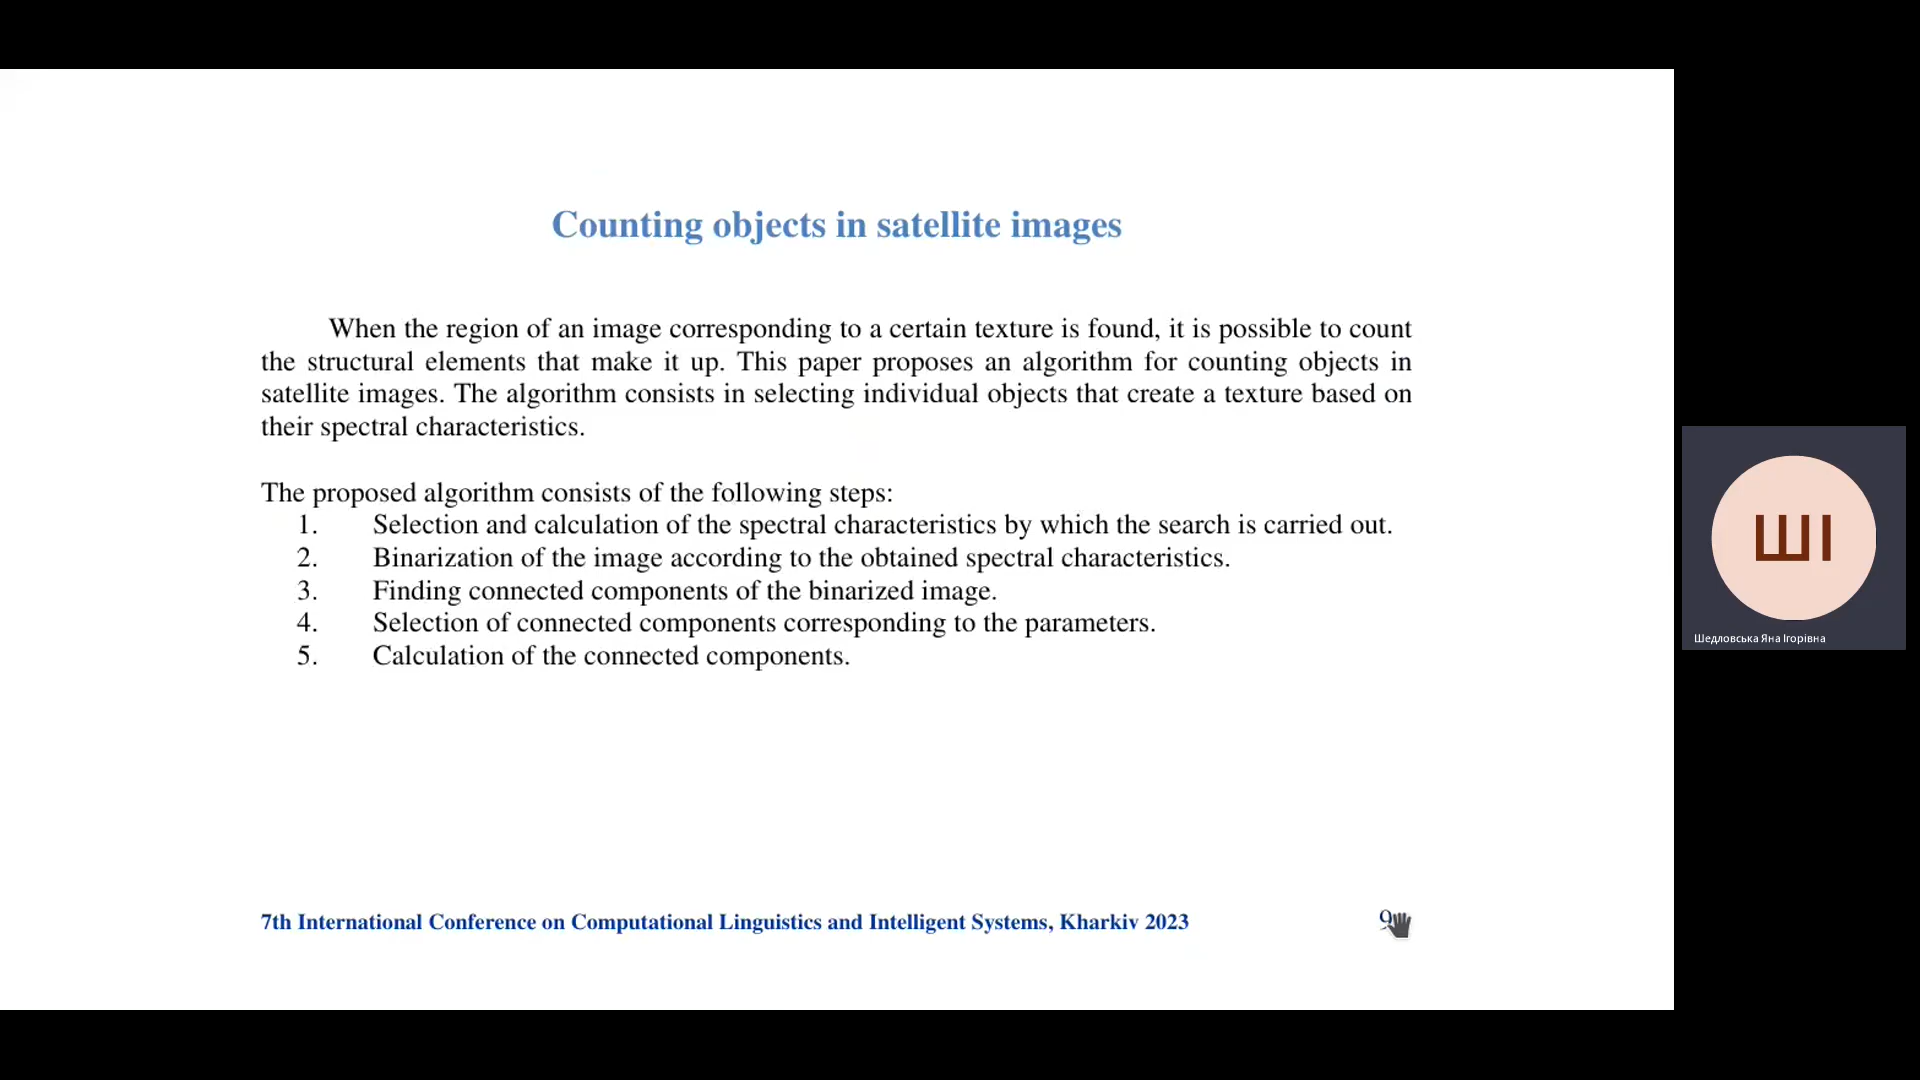 Counting objects in satellite images
When the region of an image corresponding to a certain texture is found, it is possible to count
the structural elements that make it up. This paper proposes an algorithm for counting objects in
satellite images. The algorithm consists in selecting individual objects that create a texture based on
their spectral characteristics.
The proposed algorithm consists of the following steps:
1. Selection and calculation of the spectral characteristics by which the search is carried out.
2. Binarization of the image according to the obtained spectral characteristics.
3. Finding connected components of the binarized image.
4. Selection of connected components corresponding to the parameters.
5. Calculation of the connected components.
7th International Conference on Computational Linguistics and Intelligent Systems, Kharkiv 2023
9
ШІ
Шедловська Яна Ігорівна